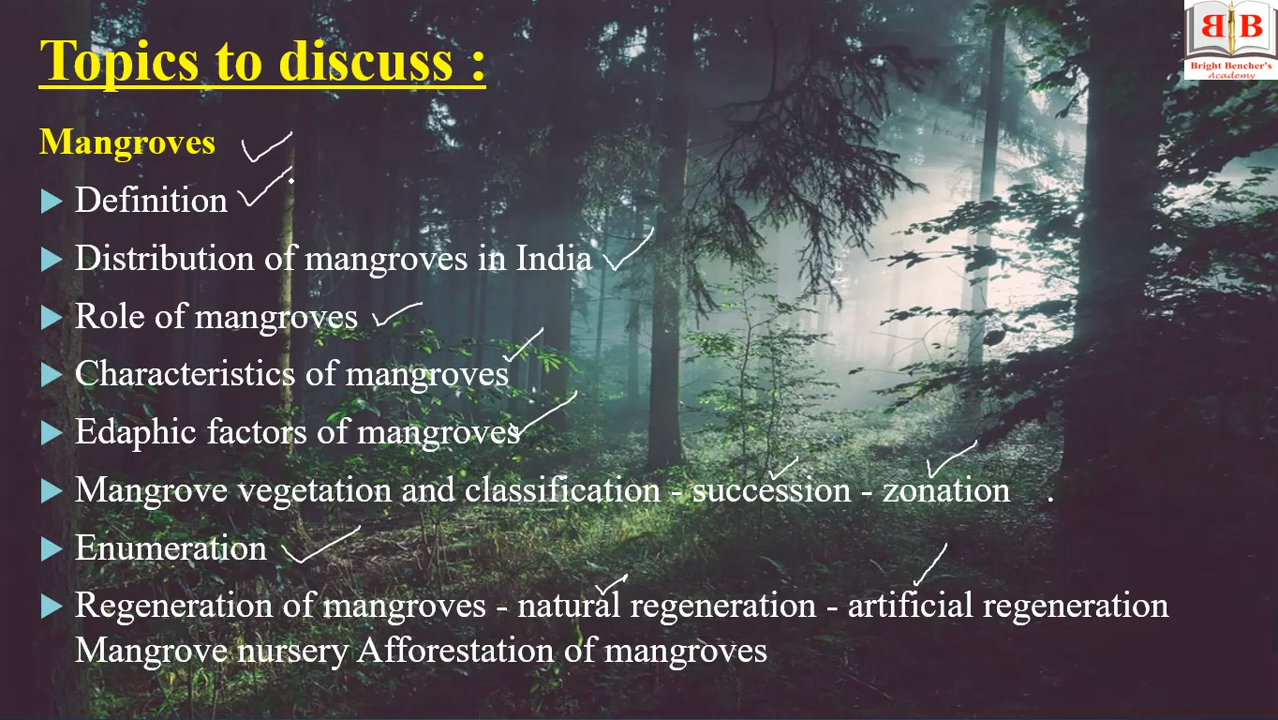 Topics to discuss :
BB
Bright Bencher's
Academy
Mangroves
Definition
Distribution of mangroves in India
Role of mangroves
Characteristics of mangroves
Edaphic factors of mangroves
Mangrove vegetation and classification - succession - zonation .
Enumeration
Regeneration of mangroves - natural regeneration - artificial regeneration
Mangrove nursery Afforestation of mangroves